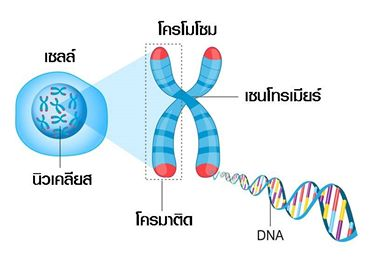 โครโมโซม
เซลล์
เซนโทรเมียร์
นิวเคลียส
โครมาติด
DNA